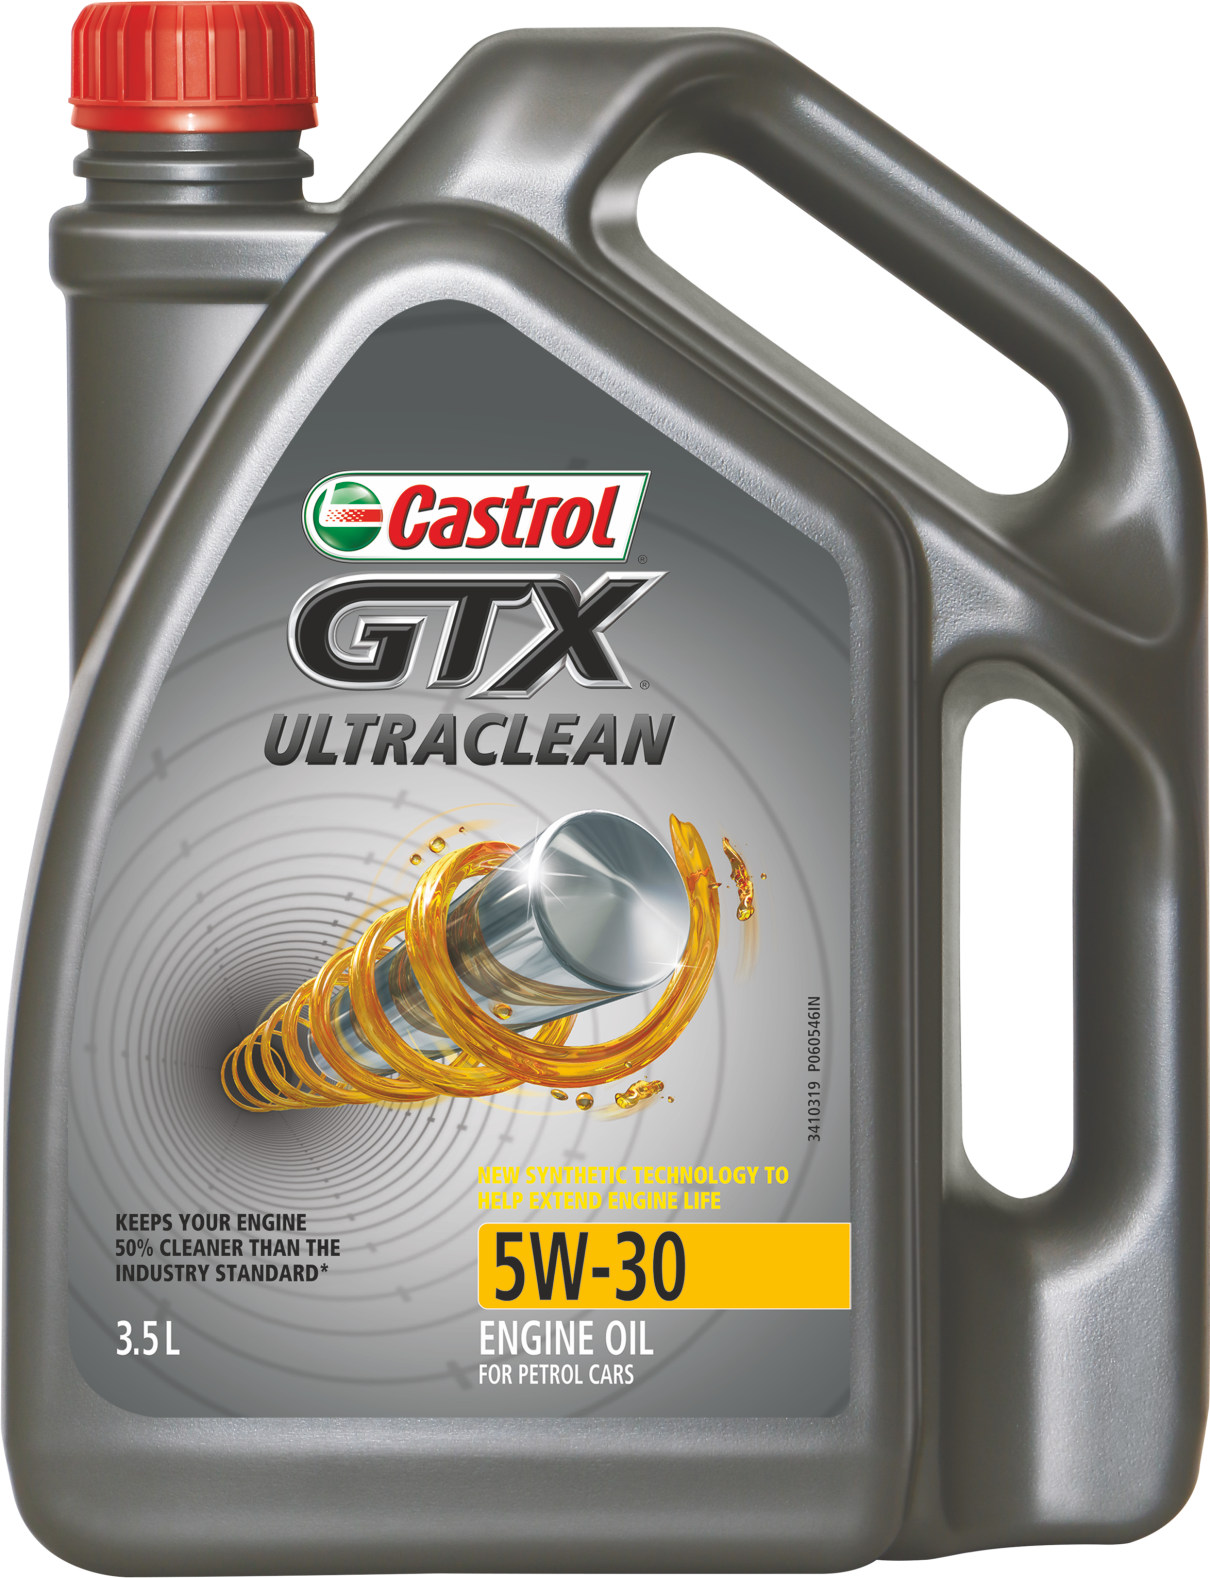 Castrol
®
GTX
®
ULTRACLEAN
3410319 P060546IN
NEW SYNTHETIC TECHNOLOGY TO
HELP EXTEND ENGINE LIFE
KEEPS YOUR ENGINE
50% CLEANER THAN THE
INDUSTRY STANDARD*
5W-30
3.5 L
ENGINE OIL
FOR PETROL CARS